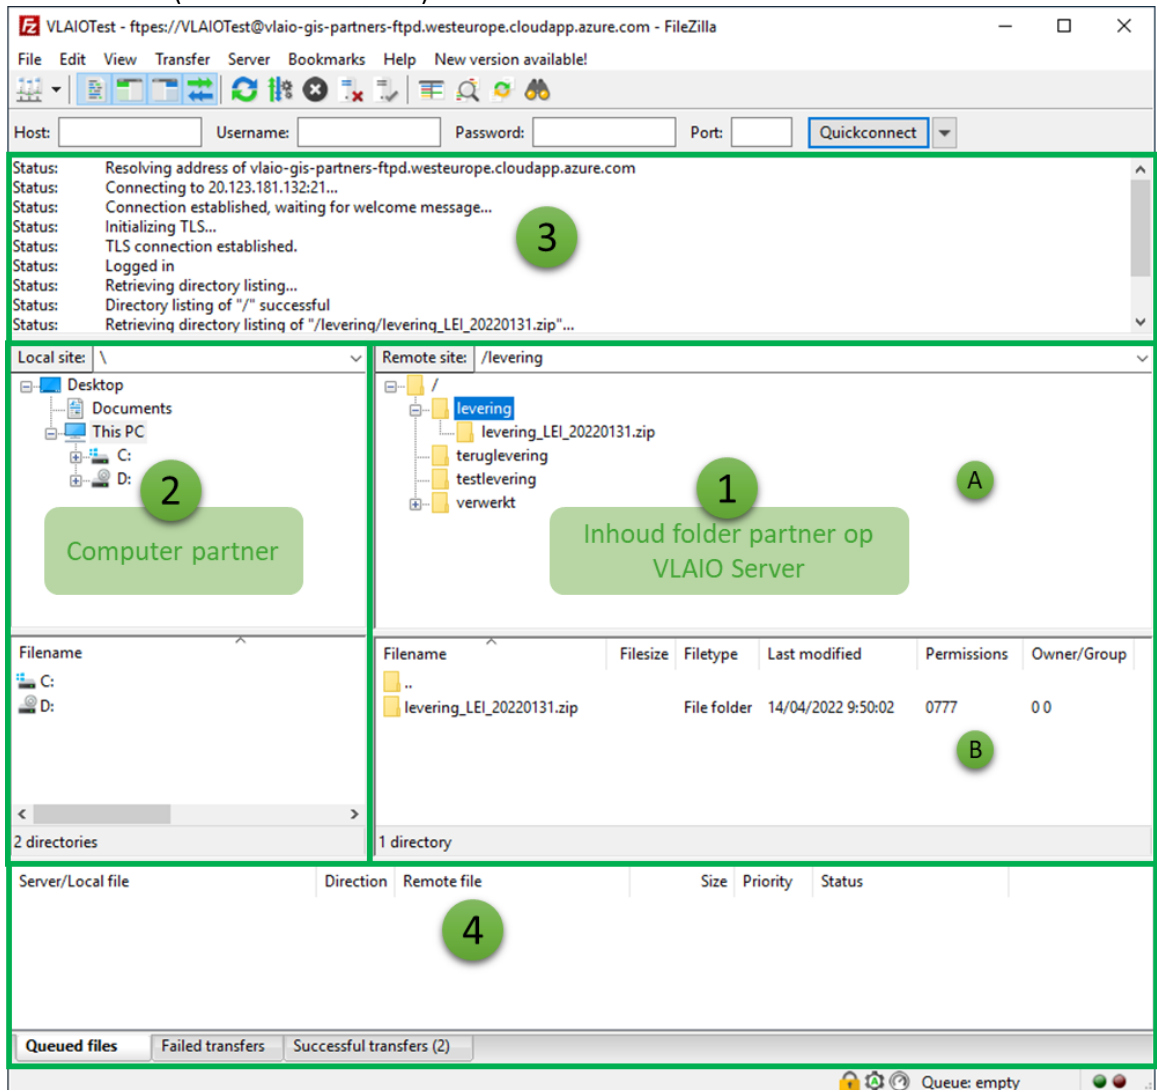 VLAIOTest - ftpes://VLAIOTest@vlaio-gis-partners-ftpd.westeurope.cloudapp.azure.com - FileZilla
File Edit View Transfer Server Bookmarks Help New version available!
Host: Username: Password: Port: Quickconnect
Status: Resolving address of vlaio-gis-partners-ftpd.westeurope.cloudapp.azure.com
Status: Connecting to 20.123.181.132:21...
Status: Connection established, waiting for welcome message...
Status: Initializing TLS...
Status: TLS connection established.
Status: Logged in
Status: Retrieving directory listing...
Status: Directory listing of "/" successful
Status: Retrieving directory listing of "/levering/levering_LEI_20220131.zip"...
3
Local site: \
Desktop
Documents
This PC
C:
D:
2
Computer partner
Filename
C:
D:
2 directories
Remote site: /levering
/
levering
levering_LEI_20220131.zip
teruglevering
testlevering
verwerkt
1
A
Inhoud folder partner op
VLAIO Server
Filename Filesize Filetype Last modified Permissions Owner/Group
..
levering_LEI_20220131.zip File folder 14/04/2022 9:50:02 0777 0 0
B
1 directory
Server/Local file Direction Remote file Size Priority Status
4
Queued files Failed transfers Successful transfers (2)
Queue: empty